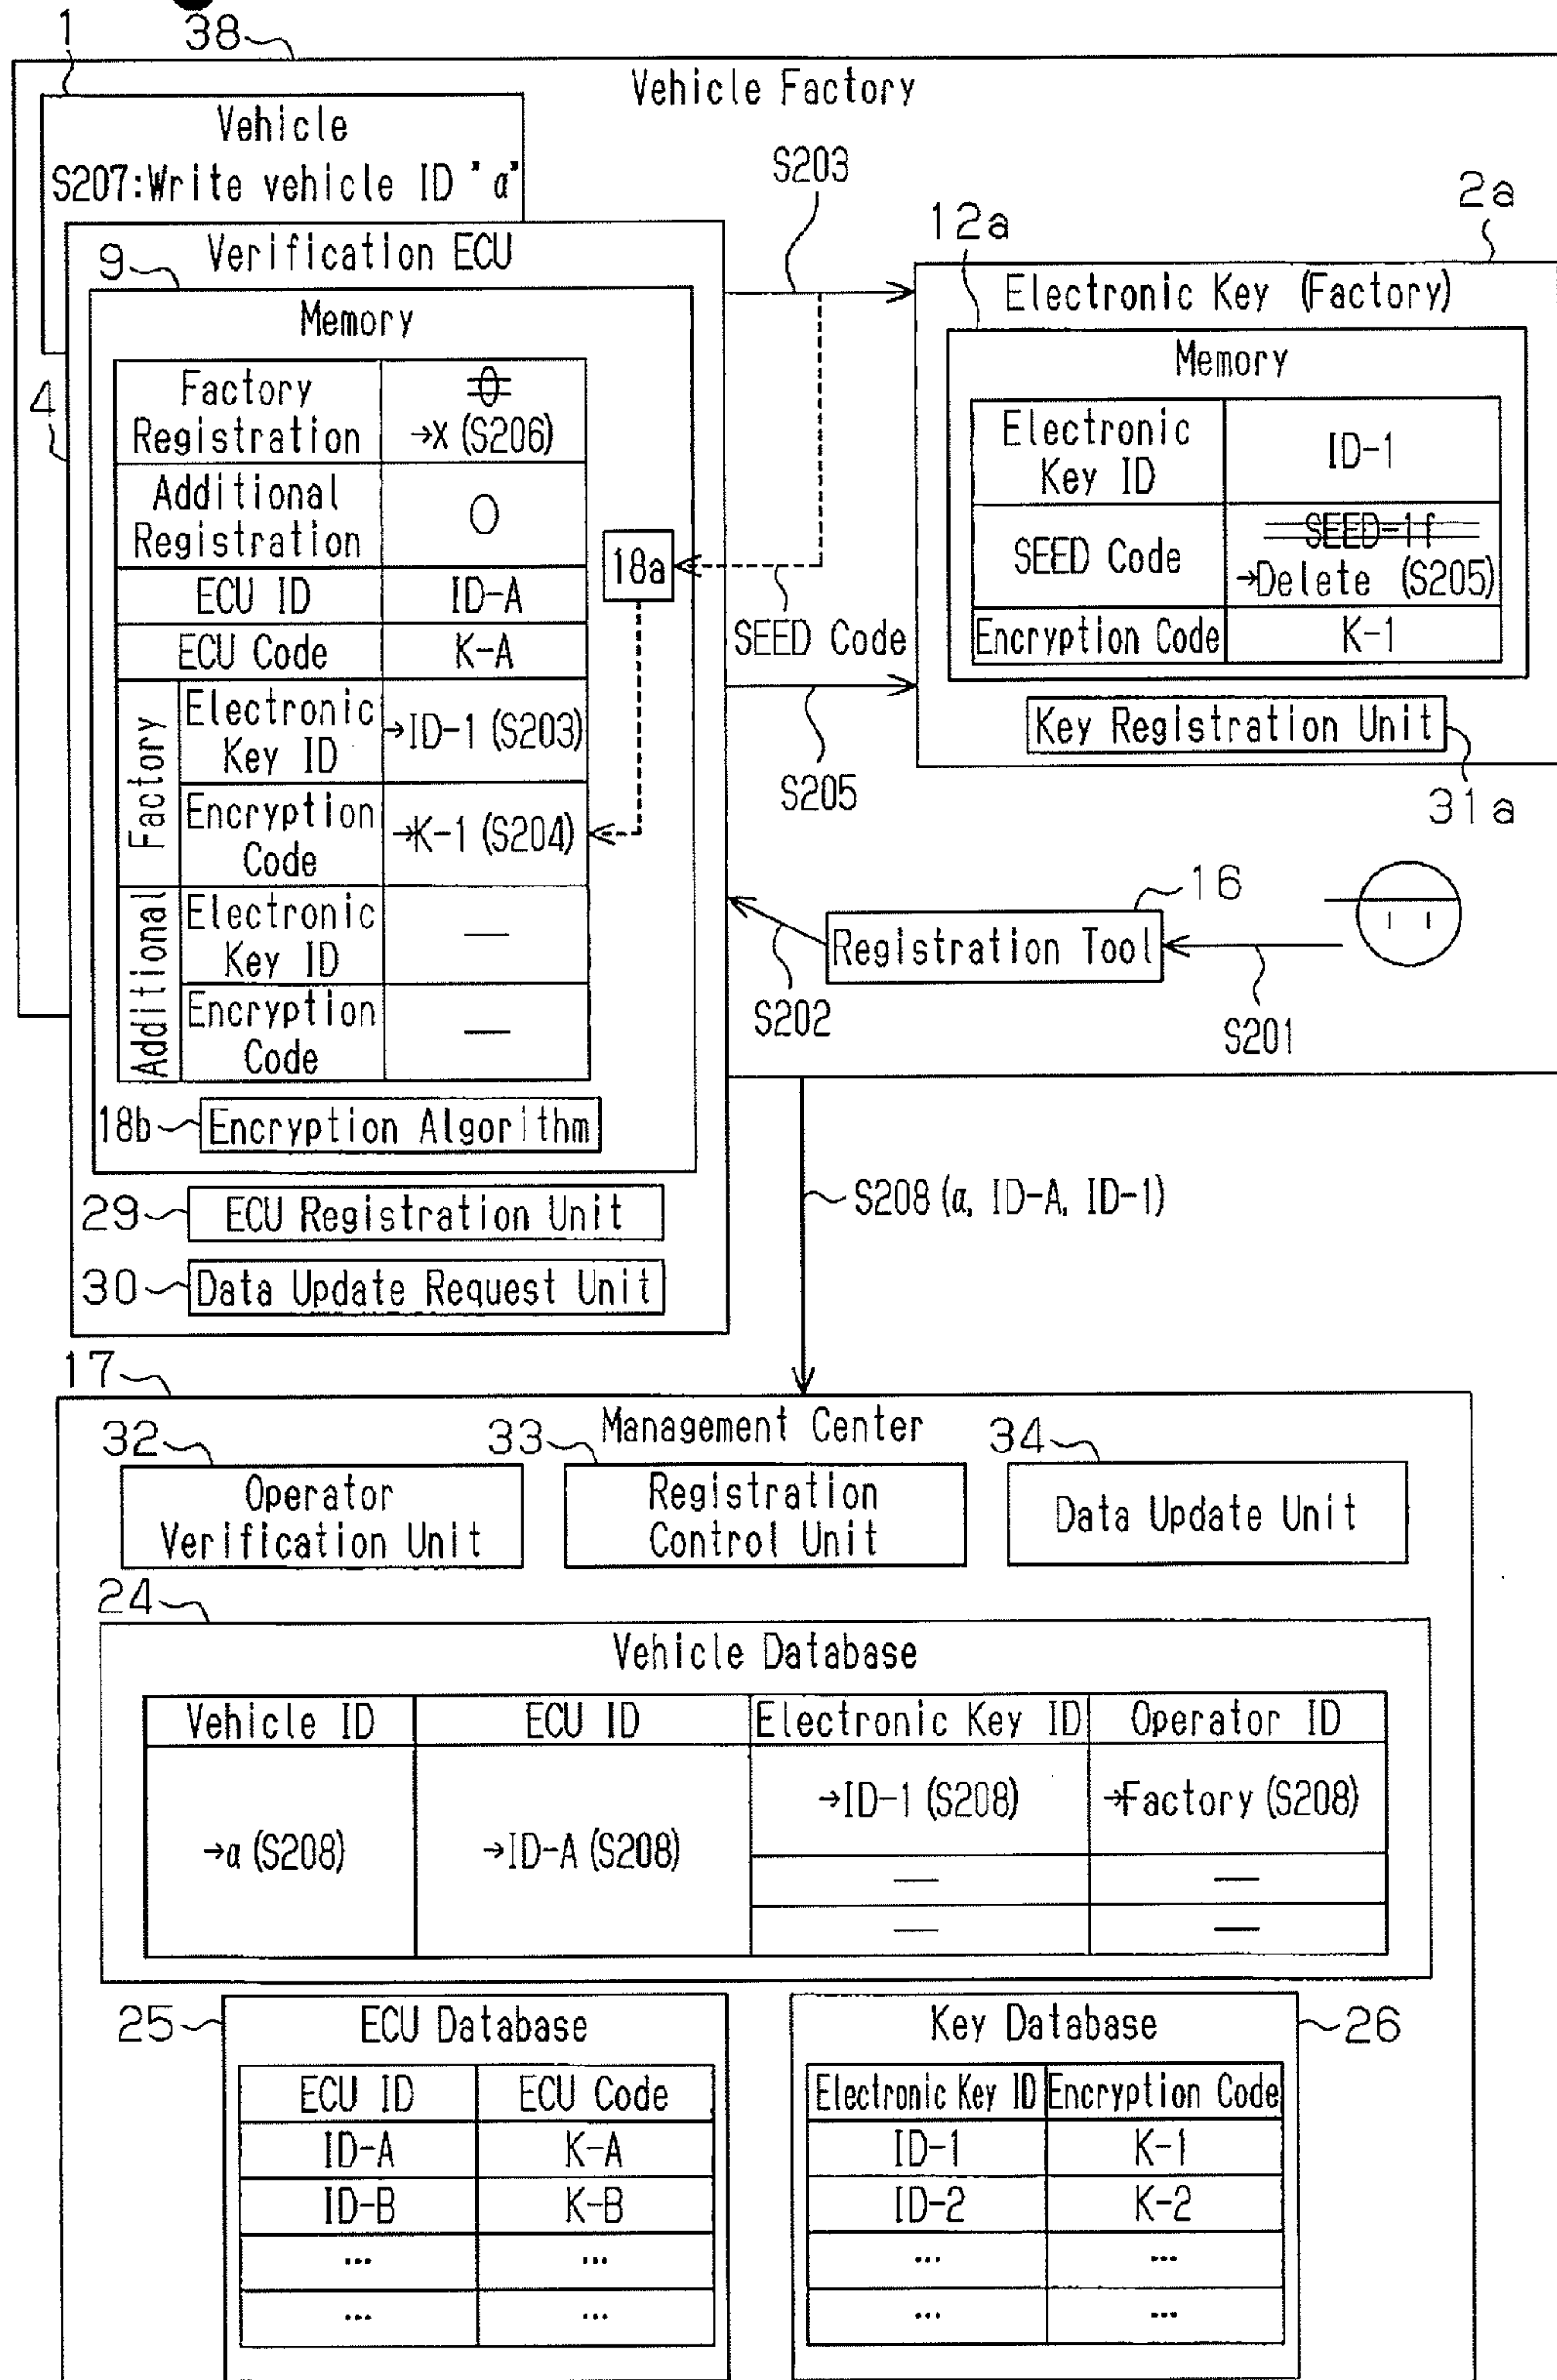 1
38
Vehicle Factory
Vehicle
S207:Write vehicle ID "α"
4
Verification ECU
9
Memory
Factory
Registration
O
→X (S206)
Additional
Registration
O
ECU ID
ID-A
ECU Code
K-A
Factory
Electronic
Key ID
→ID-1 (S203)
Encryption
Code
→K-1 (S204)
Additional
Electronic
Key ID
—
Encryption
Code
—
18a
18b
Encryption Algorithm
29
ECU Registration Unit
30
Data Update Request Unit
S203
SEED Code
S205
2a
12a
Electronic Key (Factory)
Memory
Electronic
Key ID
ID-1
SEED Code
SEED=1f
→Delete (S205)
Encryption Code
K-1
Key Registration Unit
31a
16
Registration Tool
S202
S201
S208 (α, ID-A, ID-1)
17
Management Center
32
Operator
Verification Unit
33
Registration
Control Unit
34
Data Update Unit
24
Vehicle Database
Vehicle ID
ECU ID
Electronic Key ID
Operator ID
→α (S208)
→ID-A (S208)
→ID-1 (S208)
→Factory (S208)
—
—
—
—
25
ECU Database
ECU ID
ECU Code
ID-A
K-A
ID-B
K-B
...
...
...
...
26
Key Database
Electronic Key ID
Encryption Code
ID-1
K-1
ID-2
K-2
...
...
...
...